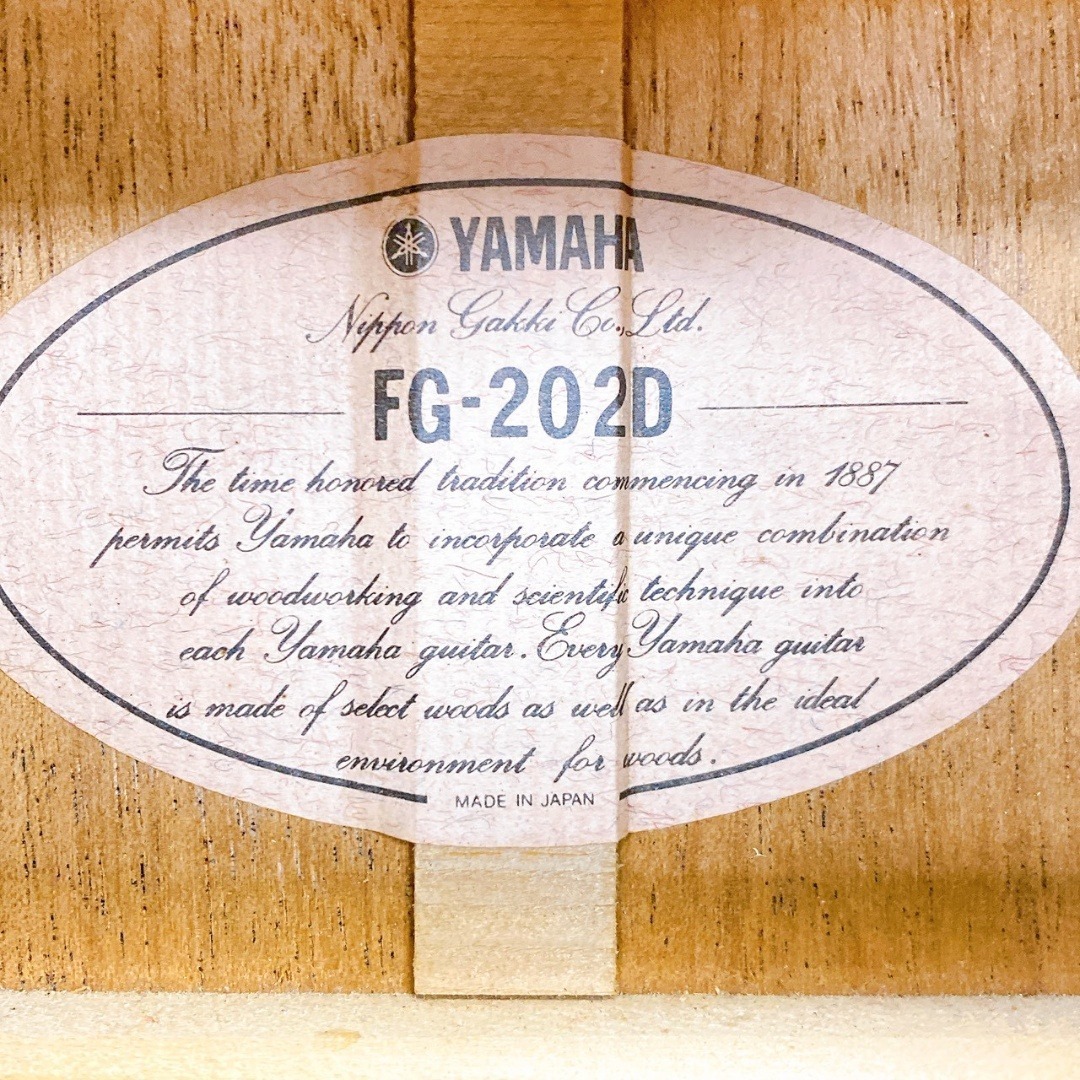 YAMAHA
Nippon Gakki Co., Ltd.
FG-202D
The time honored tradition commencing in 1887
permits Yamaha to incorporate a unique combination
of woodworking and scientific technique into
each Yamaha guitar. Every Yamaha guitar
is made of select woods as well as in the ideal
environment for woods.
MADE IN JAPAN